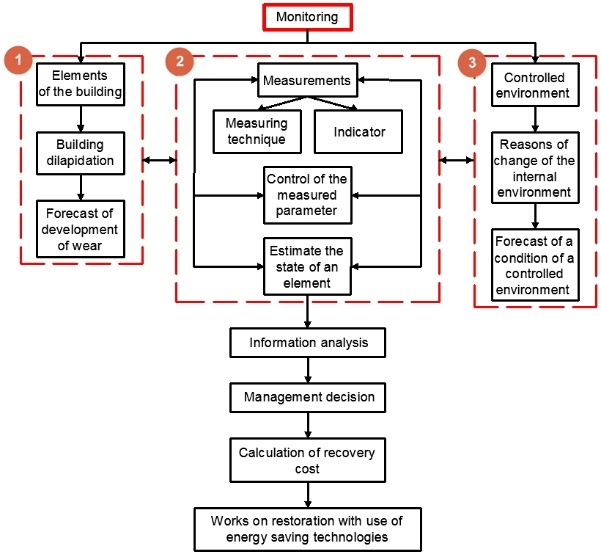 Monitoring
1
Elements
of the building
Building
dilapidation
Forecast of
development
of wear
2
Measurements
Measuring
technique
Indicator
Control of the
measured
parameter
Estimate the
state of an
element
3
Controlled
environment
Reasons of
change of the
internal
environment
Forecast of a
condition of a
controlled
environment
Information analysis
Management decision
Calculation of recovery
cost
Works on restoration with use of
energy saving technologies